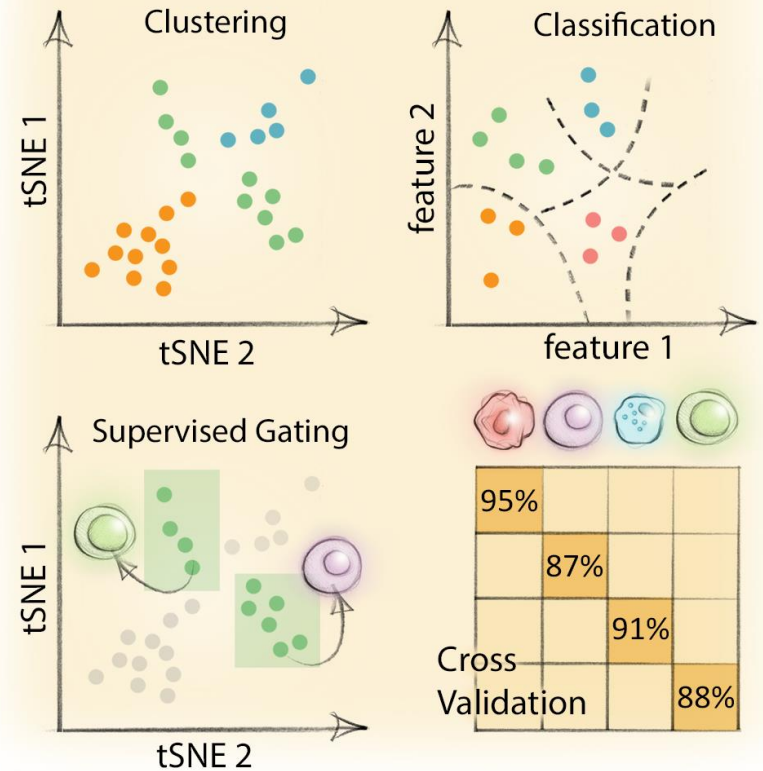 Clustering
tSNE 1
tSNE 2
Classification
feature 2
feature 1
Supervised Gating
tSNE 1
tSNE 2
95%
87%
91%
88%
Cross
Validation